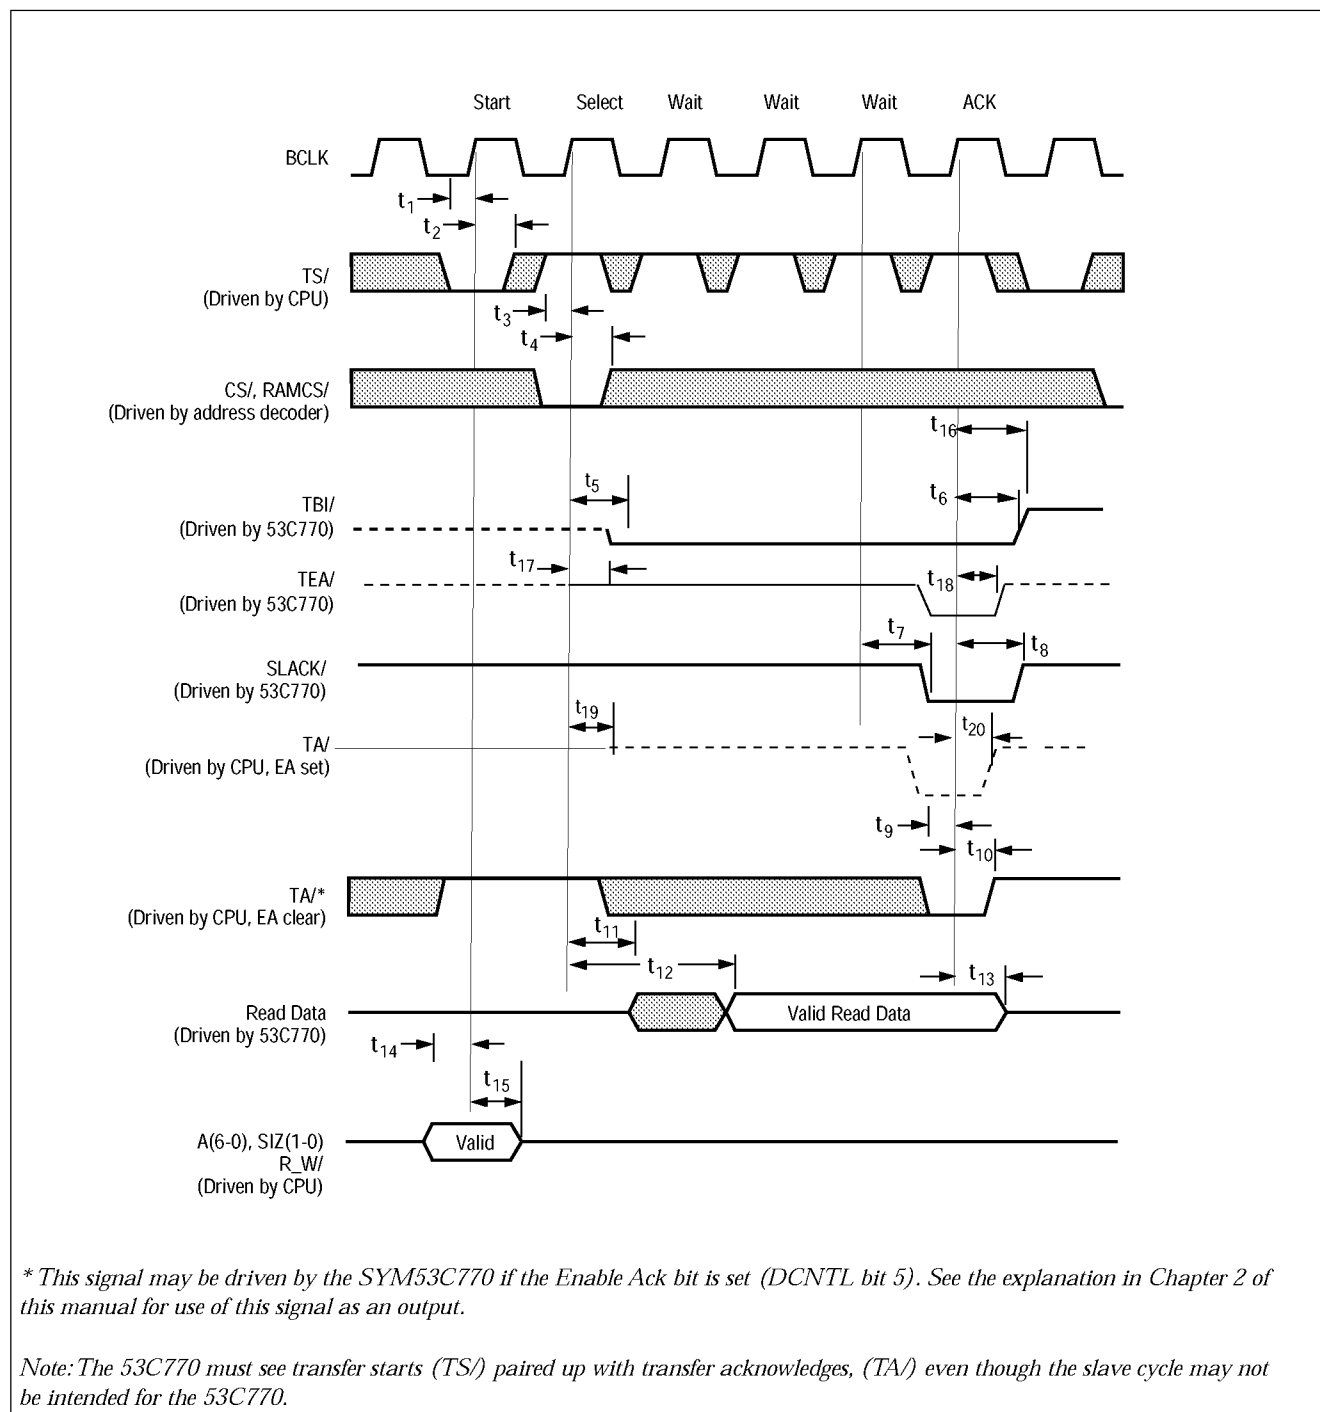 Start Select Wait Wait Wait ACK
BCLK
t1
t2
TS/
(Driven by CPU)
t3
t4
CS/, RAMCS/
(Driven by address decoder)
t16
t5
t6
TBI/
(Driven by 53C770)
t17
t18
TEA/
(Driven by 53C770)
t7
t8
SLACK/
(Driven by 53C770)
t19
t20
TA/
(Driven by CPU, EA set)
t9
t10
TA/*
(Driven by CPU, EA clear)
t11
t12
t13
Read Data
(Driven by 53C770)
Valid Read Data
t14
t15
A(6-0), SIZ(1-0)
R_W/
(Driven by CPU)
Valid
* This signal may be driven by the SYM53C770 if the Enable Ack bit is set (DCNTL bit 5). See the explanation in Chapter 2 of
this manual for use of this signal as an output.
Note: The 53C770 must see transfer starts (TS/) paired up with transfer acknowledges, (TA/) even though the slave cycle may not
be intended for the 53C770.